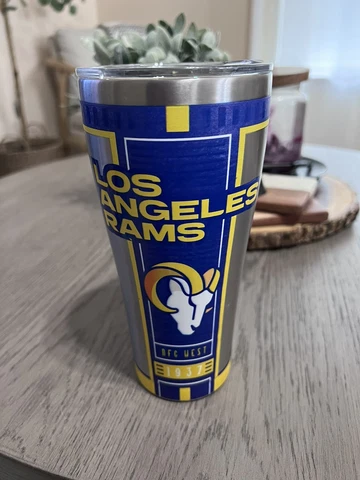 LOS
ANGELES
RAMS
NFC WEST
1937